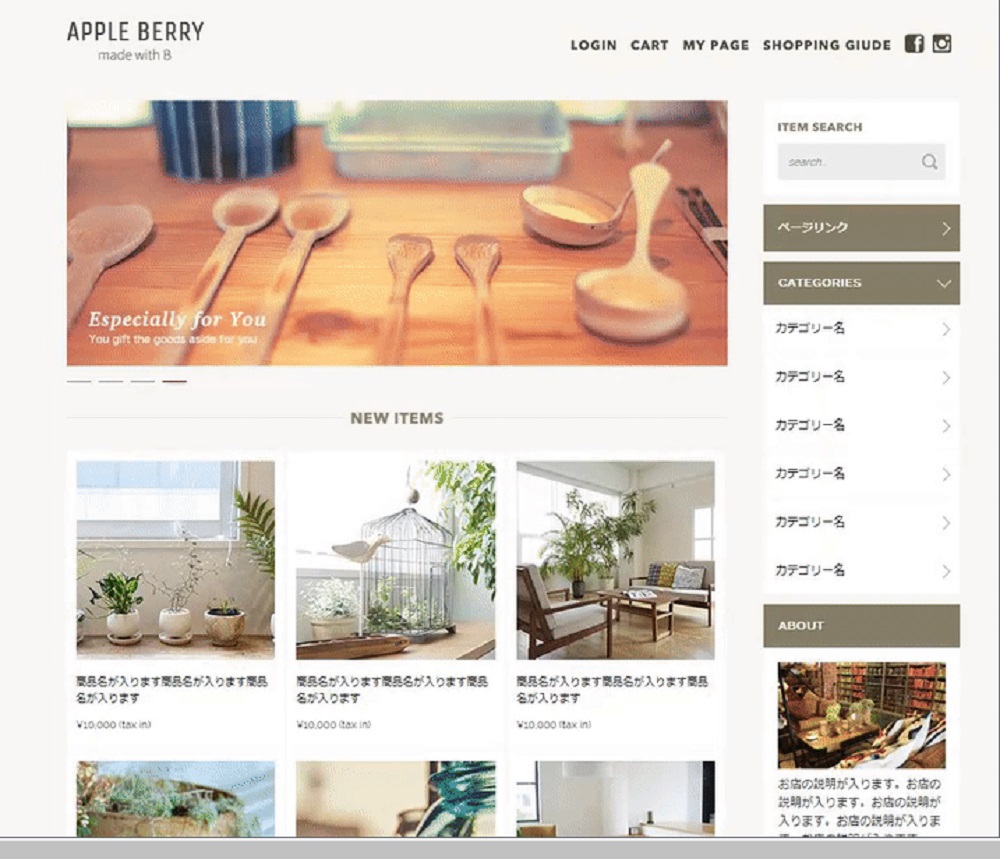 APPLE BERRY
made with B
LOGIN CART MY PAGE SHOPPING GIUDE
Especially for You
You gift the goods aside for you
NEW ITEMS
商品名が入ります商品名が入ります商品
名が入ります
¥10,000 (tax in)
商品名が入ります商品名が入ります商品
名が入ります
¥10,000 (tax in)
商品名が入ります商品名が入ります商品
名が入ります
¥10,000 (tax in)
ITEM SEARCH
search..
ページリンク
CATEGORIES
カテゴリー名
カテゴリー名
カテゴリー名
カテゴリー名
カテゴリー名
カテゴリー名
ABOUT
お店の説明が入ります。お店の
説明が入ります。お店の説明が
入ります。お店の説明が入りま